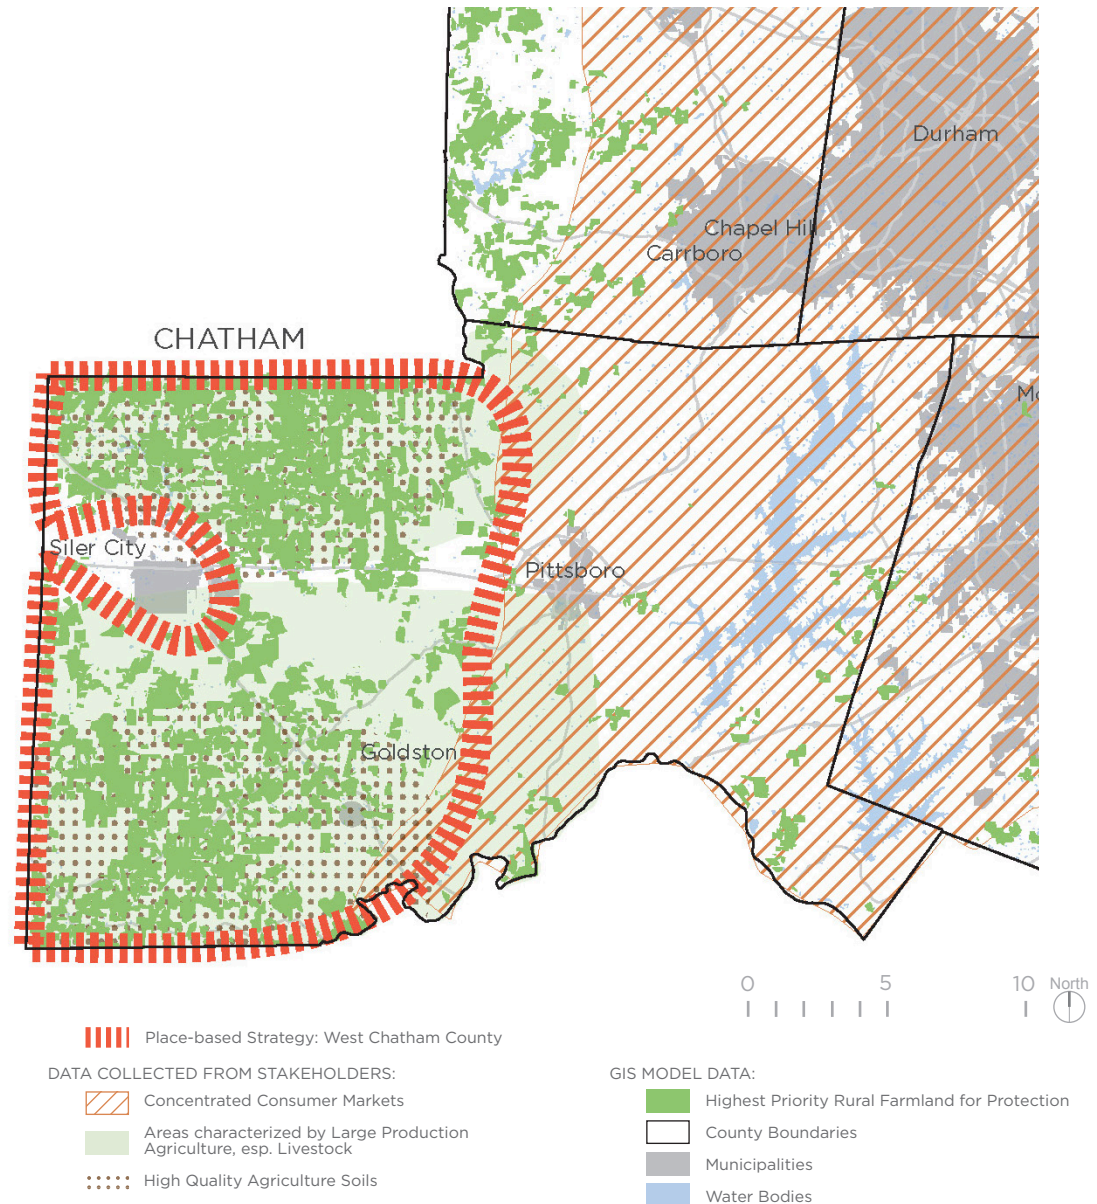 Durham
Chapel Hill
Carrboro
CHATHAM
Mo
Siler City
Pittsboro
Goldston
0 5 10 North
Place-based Strategy: West Chatham County
DATA COLLECTED FROM STAKEHOLDERS:
Concentrated Consumer Markets
Areas characterized by Large Production
Agriculture, esp. Livestock
High Quality Agriculture Soils
GIS MODEL DATA:
Highest Priority Rural Farmland for Protection
County Boundaries
Municipalities
Water Bodies